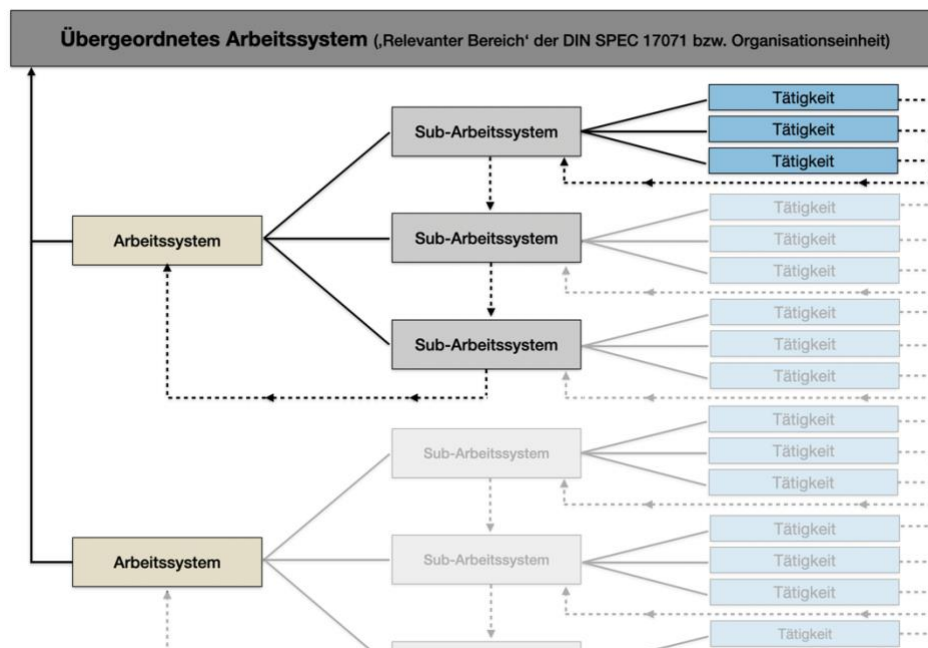 Übergeordnetes Arbeitssystem (‚Relevanter Bereich‘ der DIN SPEC 17071 bzw. Organisationseinheit)
Tätigkeit
Sub-Arbeitssystem
Tätigkeit
Tätigkeit
Tätigkeit
Arbeitssystem
Sub-Arbeitssystem
Tätigkeit
Tätigkeit
Tätigkeit
Sub-Arbeitssystem
Tätigkeit
Tätigkeit
Tätigkeit
Sub-Arbeitssystem
Tätigkeit
Tätigkeit
Tätigkeit
Arbeitssystem
Sub-Arbeitssystem
Tätigkeit
Tätigkeit
Tätigkeit